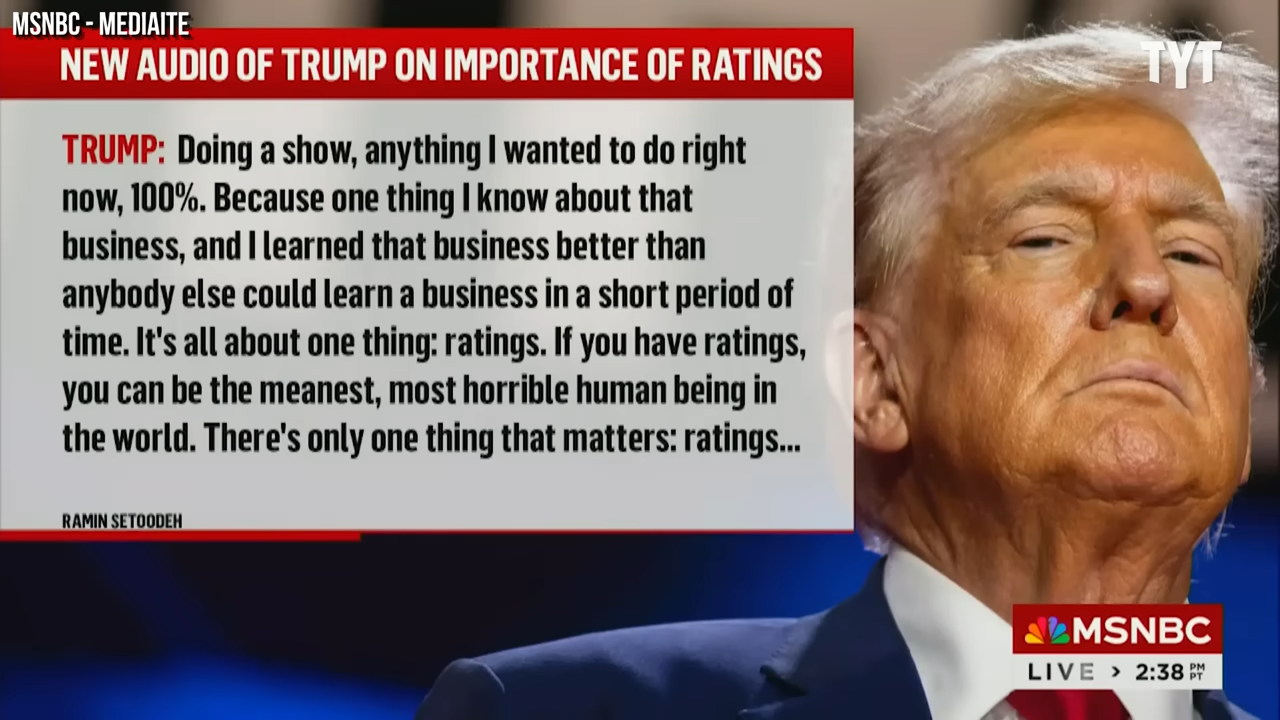 MSNBC - MEDIAITE
TYT
NEW AUDIO OF TRUMP ON IMPORTANCE OF RATINGS
TRUMP: Doing a show, anything I wanted to do right
now, 100%. Because one thing I know about that
business, and I learned that business better than
anybody else could learn a business in a short period of
time. It's all about one thing: ratings. If you have ratings,
you can be the meanest, most horrible human being in
the world. There's only one thing that matters: ratings...
RAMIN SETOODEH
MSNBC
LIVE > 2:38 PM PT